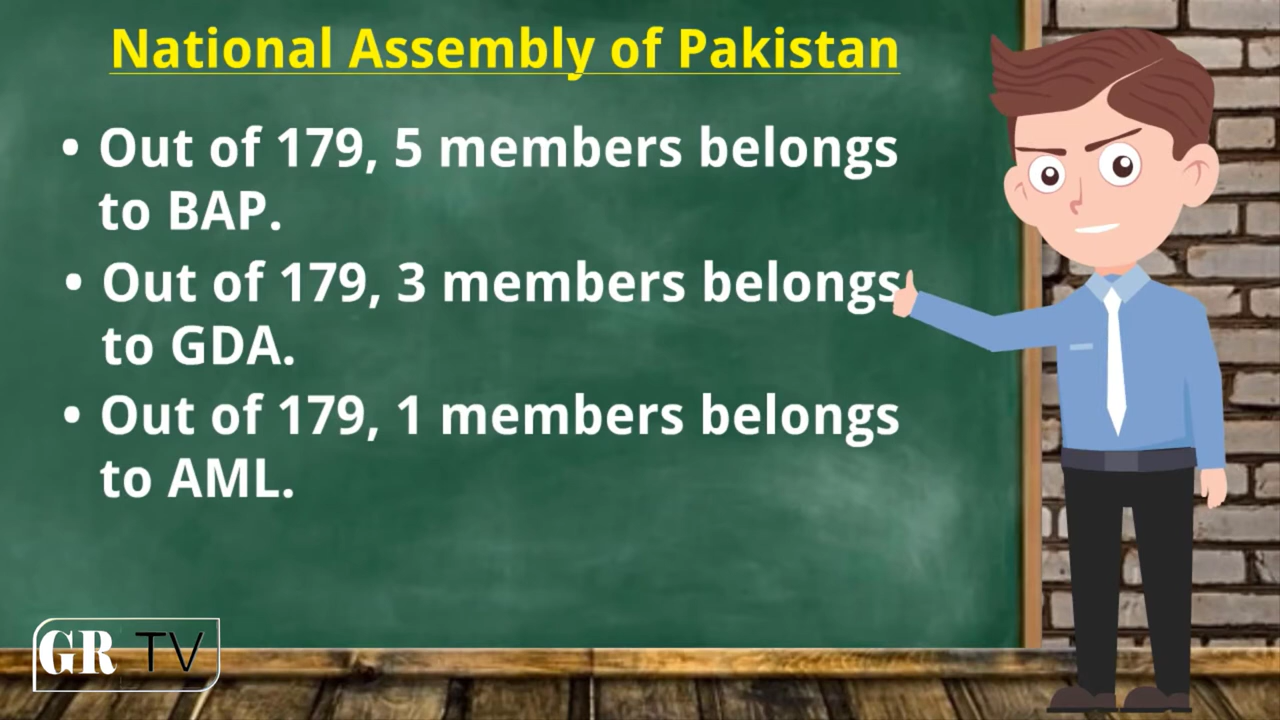 National Assembly of Pakistan
• Out of 179, 5 members belongs
to BAP.
• Out of 179, 3 members belongs
to GDA.
• Out of 179, 1 members belongs
to AML.
GR TV